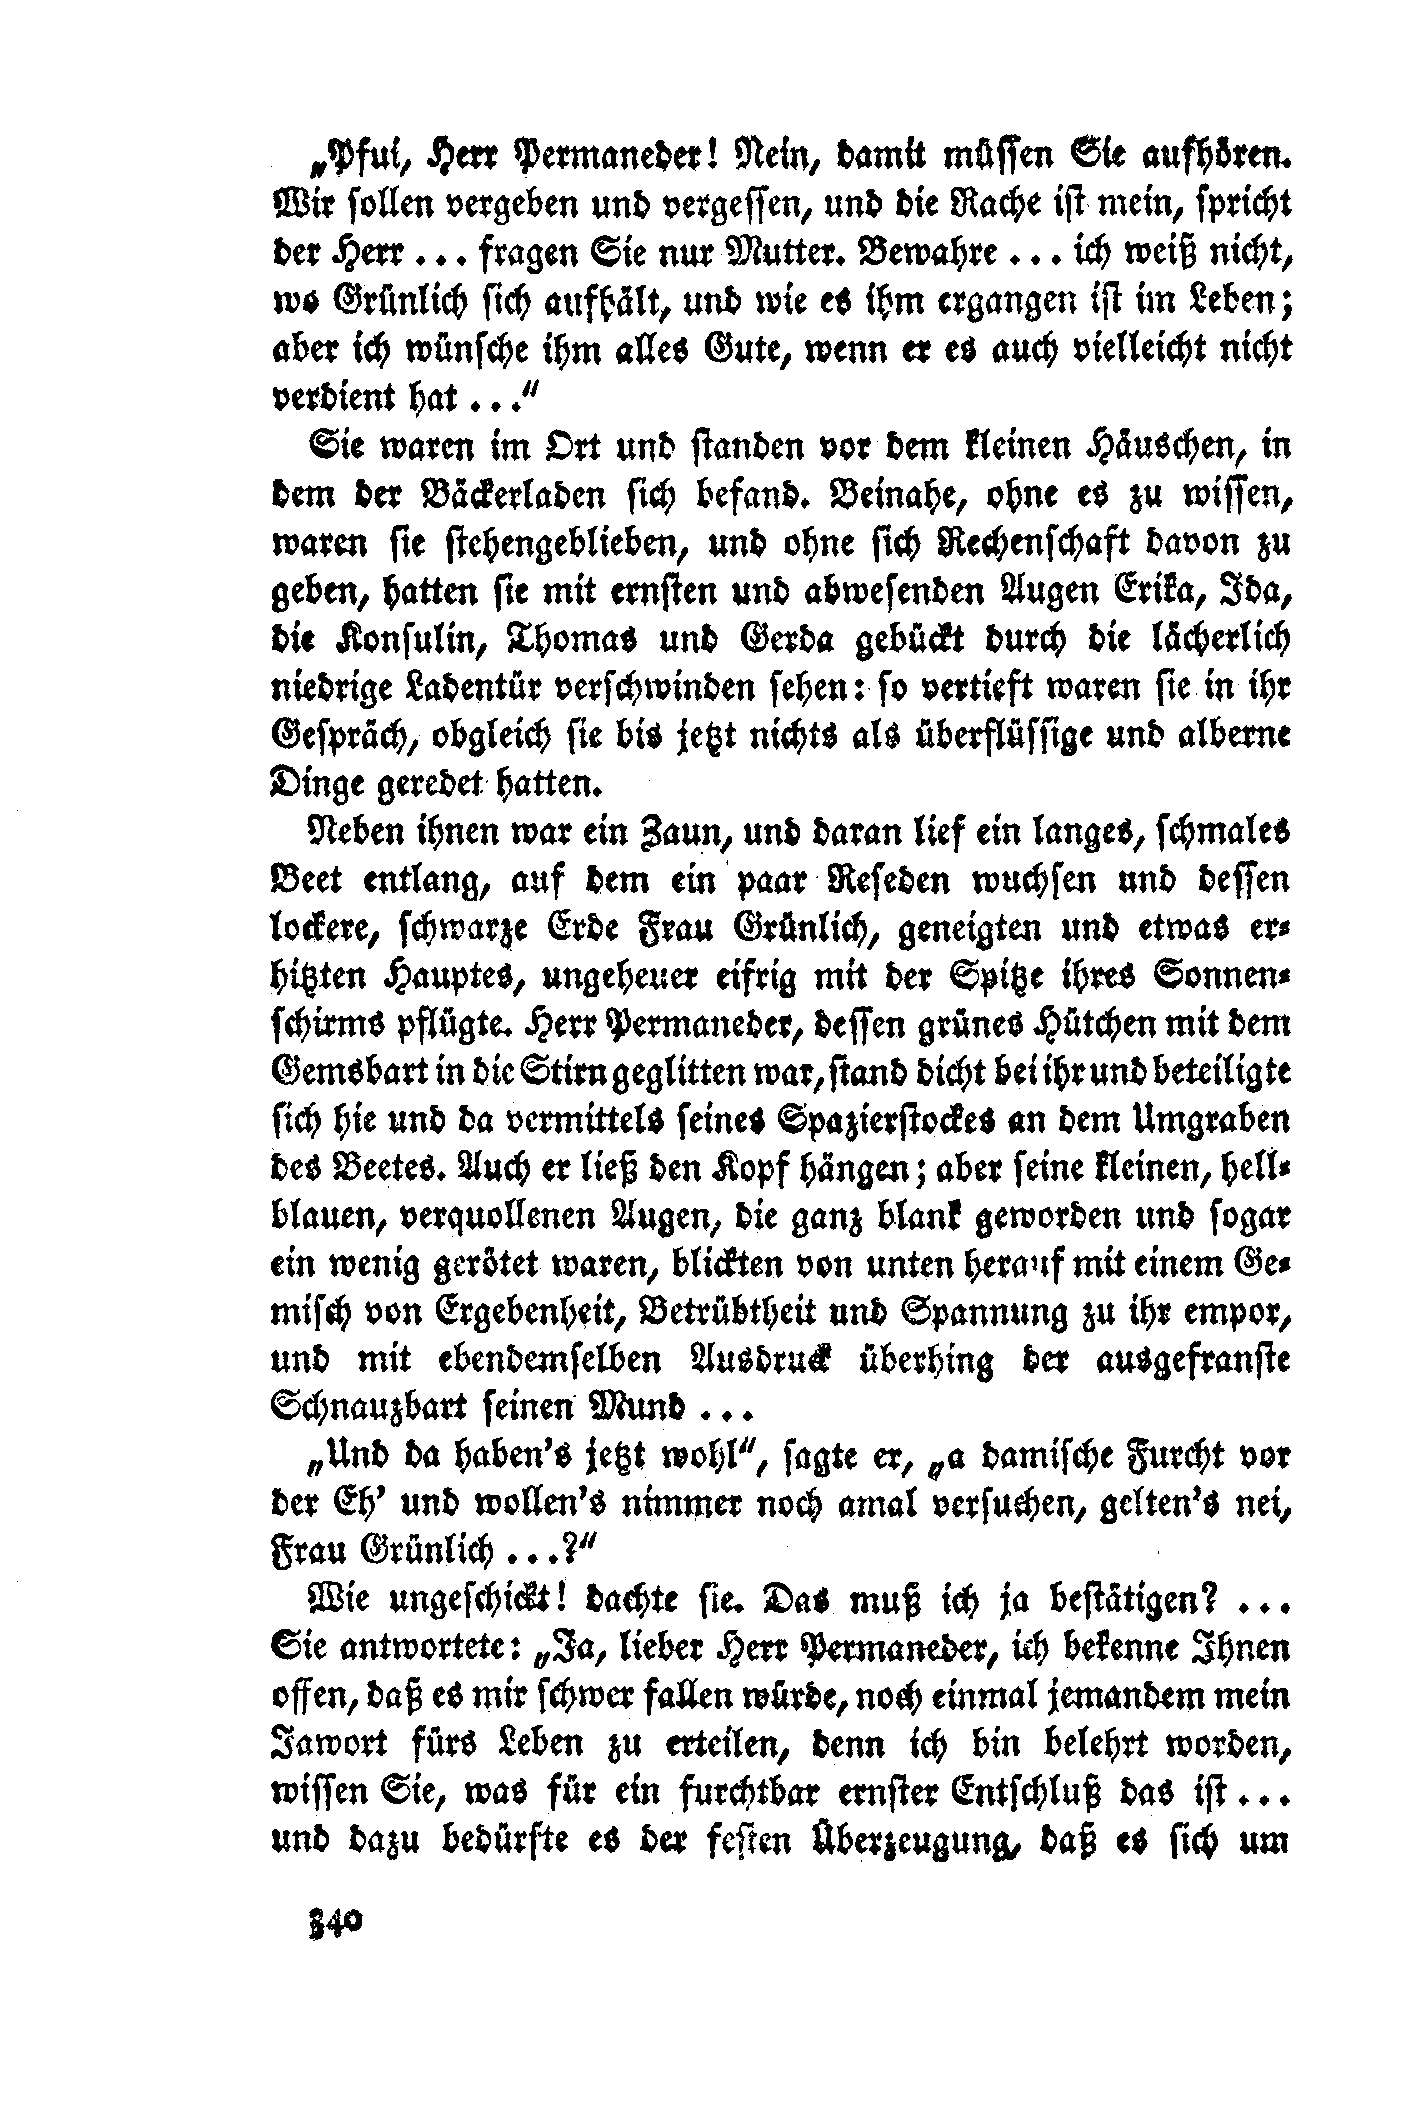 „Pfui, Herr Permaneder! Nein, damit müssen Sie aufhören.
Wir sollen vergeben und vergessen, und die Rache ist mein, spricht
der Herr ... fragen Sie nur Mutter. Bewahre ... ich weiß nicht,
wo Grünlich sich aufhält, und wie es ihm ergangen ist im Leben;
aber ich wünsche ihm alles Gute, wenn er es auch vielleicht nicht
verdient hat ...“
Sie waren im Ort und standen vor dem kleinen Häuschen, in
dem der Bäckerladen sich befand. Beinahe, ohne es zu wissen,
waren sie stehengeblieben, und ohne sich Rechenschaft davon zu
geben, hatten sie mit ernsten und abwesenden Augen Erika, Ida,
die Konsulin, Thomas und Gerda gebückt durch die lächerlich
niedrige Ladentür verschwinden sehen: so vertieft waren sie in ihr
Gespräch, obgleich sie bis jetzt nichts als überflüssige und alberne
Dinge geredet hatten.
Neben ihnen war ein Zaun, und daran lief ein langes, schmales
Beet entlang, auf dem ein paar Reseden wuchsen und dessen
lockere, schwarze Erde Frau Grünlich, geneigten und etwas er-
hitzten Hauptes, ungeheuer eifrig mit der Spitze ihres Sonnen-
schirms pflügte. Herr Permaneder, dessen grünes Hütchen mit dem
Gemsbart in die Stirn geglitten war, stand dicht bei ihr und beteiligte
sich hie und da vermittels seines Spazierstockes an dem Umgraben
des Beetes. Auch er ließ den Kopf hängen; aber seine kleinen, hell-
blauen, verquollenen Augen, die ganz blank geworden und sogar
ein wenig gerötet waren, blickten von unten herauf mit einem Ge-
misch von Ergebenheit, Betrübtheit und Spannung zu ihr empor,
und mit ebendemselben Ausdruck überhing der ausgefranste
Schnauzbart seinen Mund ...
„Und da haben's jetzt wohl“, sagte er, „a damische Furcht vor
der Eh' und wollen's nimmer noch amal versuchen, gelten's nei,
Frau Grünlich ...?“
Wie ungeschickt! dachte sie. Das muß ich ja bestätigen? ...
Sie antwortete: „Ja, lieber Herr Permaneder, ich bekenne Ihnen
offen, daß es mir schwer fallen würde, noch einmal jemandem mein
Jawort fürs Leben zu erteilen, denn ich bin belehrt worden,
wissen Sie, was für ein furchtbar ernster Entschluß das ist ...
und dazu bedürfte es der festen Überzeugung, daß es sich um
340